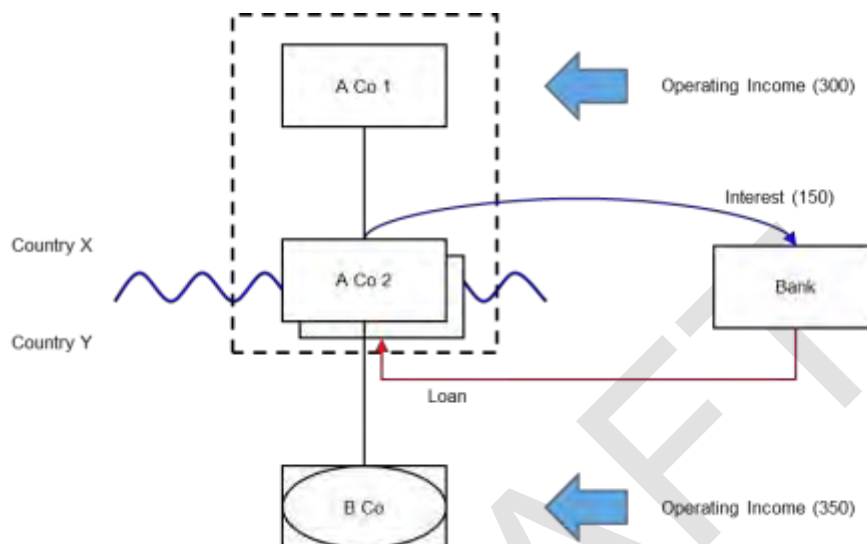 A Co 1
Operating Income (300)
Interest (150)
Country X
A Co 2
Bank
Country Y
Loan
B Co
Operating Income (350)